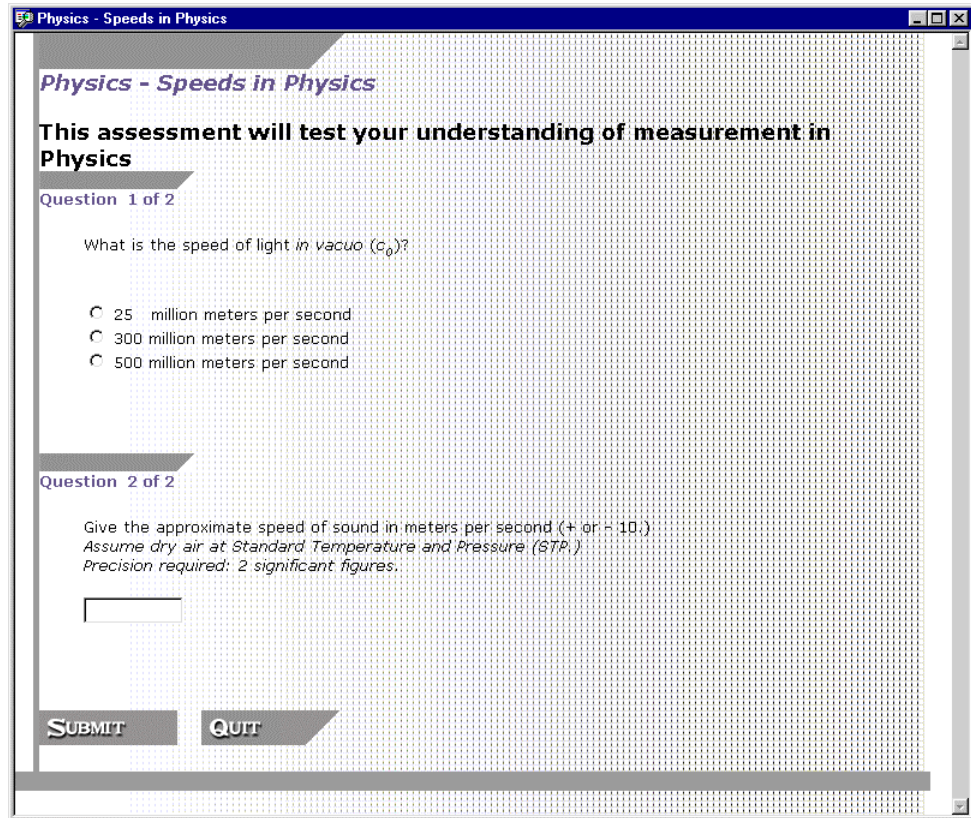 Physics - Speeds in Physics
Physics - Speeds in Physics
This assessment will test your understanding of measurement in
Physics
Question 1 of 2
What is the speed of light in vacuo (c0)?
25 million meters per second
300 million meters per second
500 million meters per second
Question 2 of 2
Give the approximate speed of sound in meters per second (+ or - 10.)
Assume dry air at Standard Temperature and Pressure (STP.)
Precision required: 2 significant figures.
SUBMIT QUIT